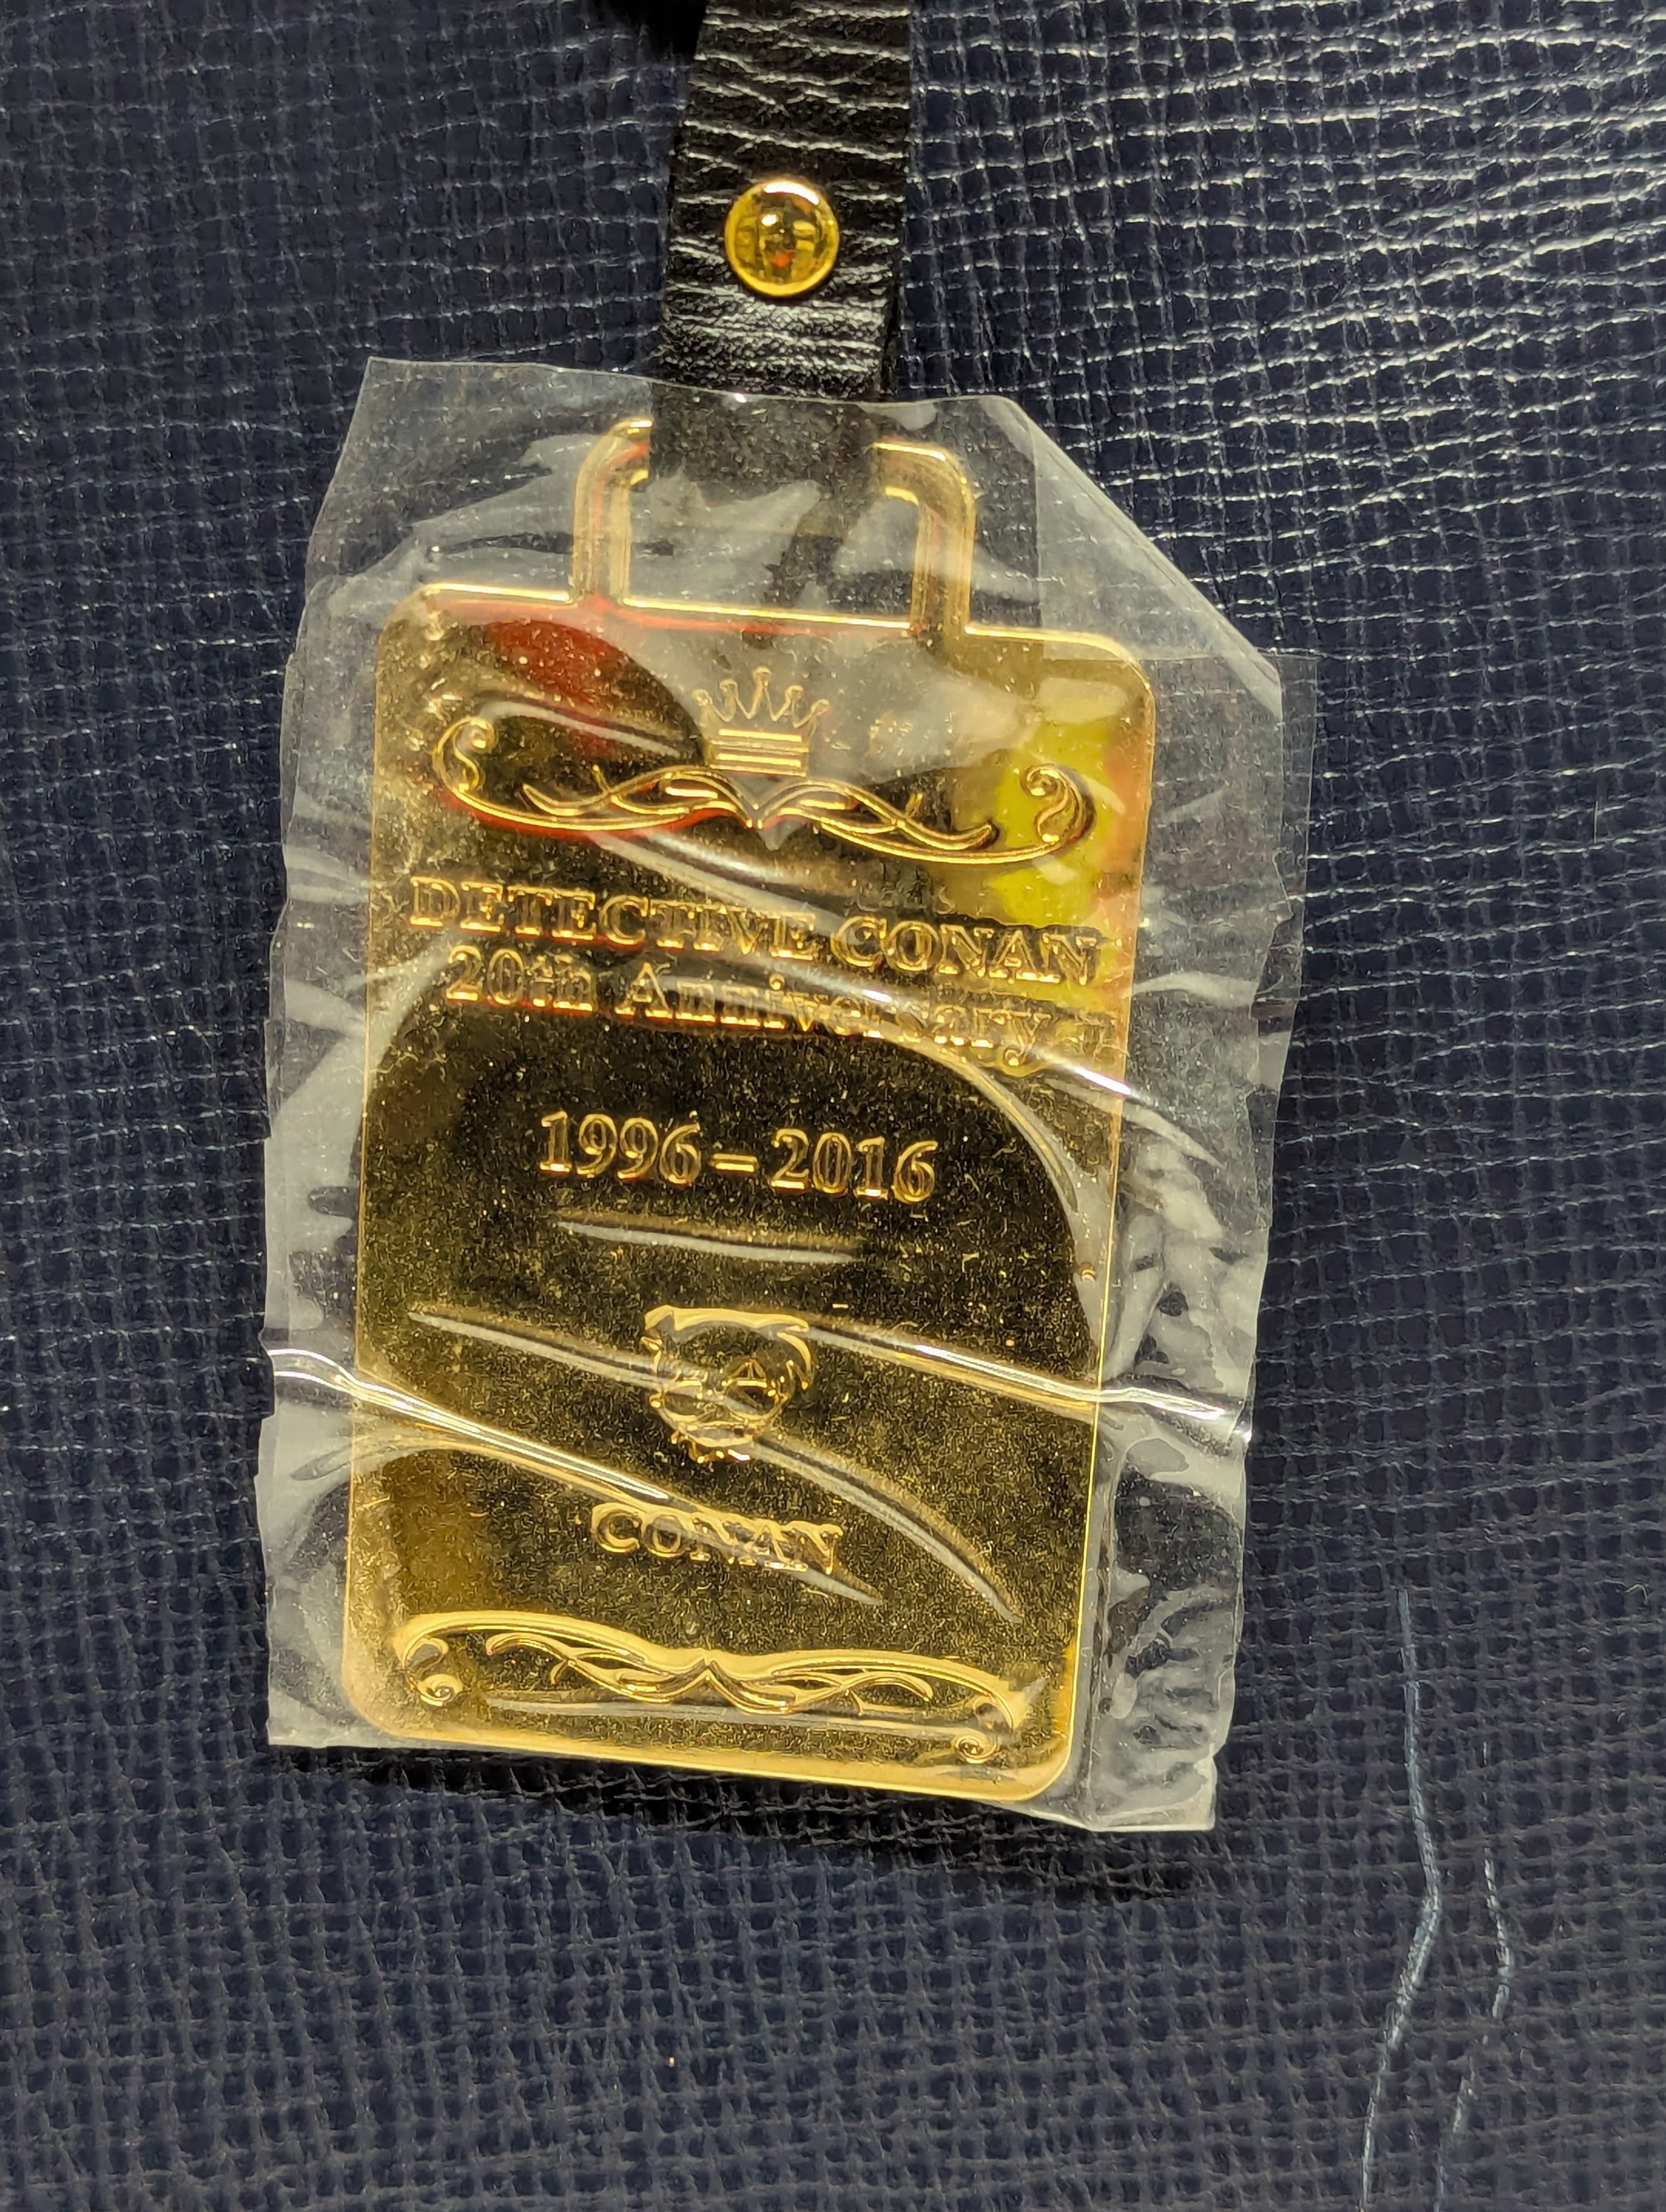 DETECTIVE CONAN
20th Anniversary
1996–2016
CONAN